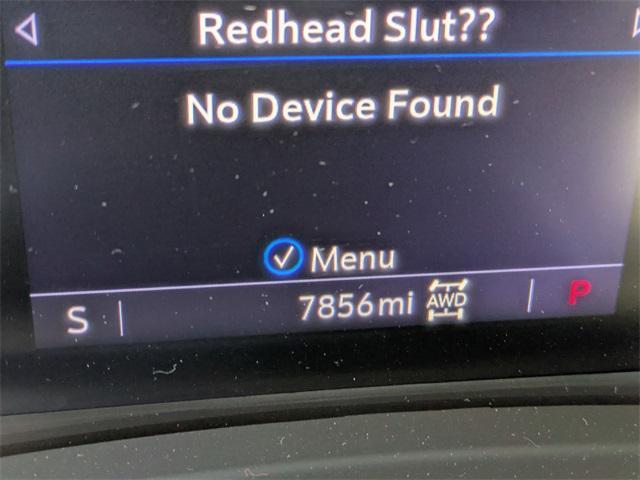 Redhead Slut??
No Device Found
Menu
S 7856mi AWD P